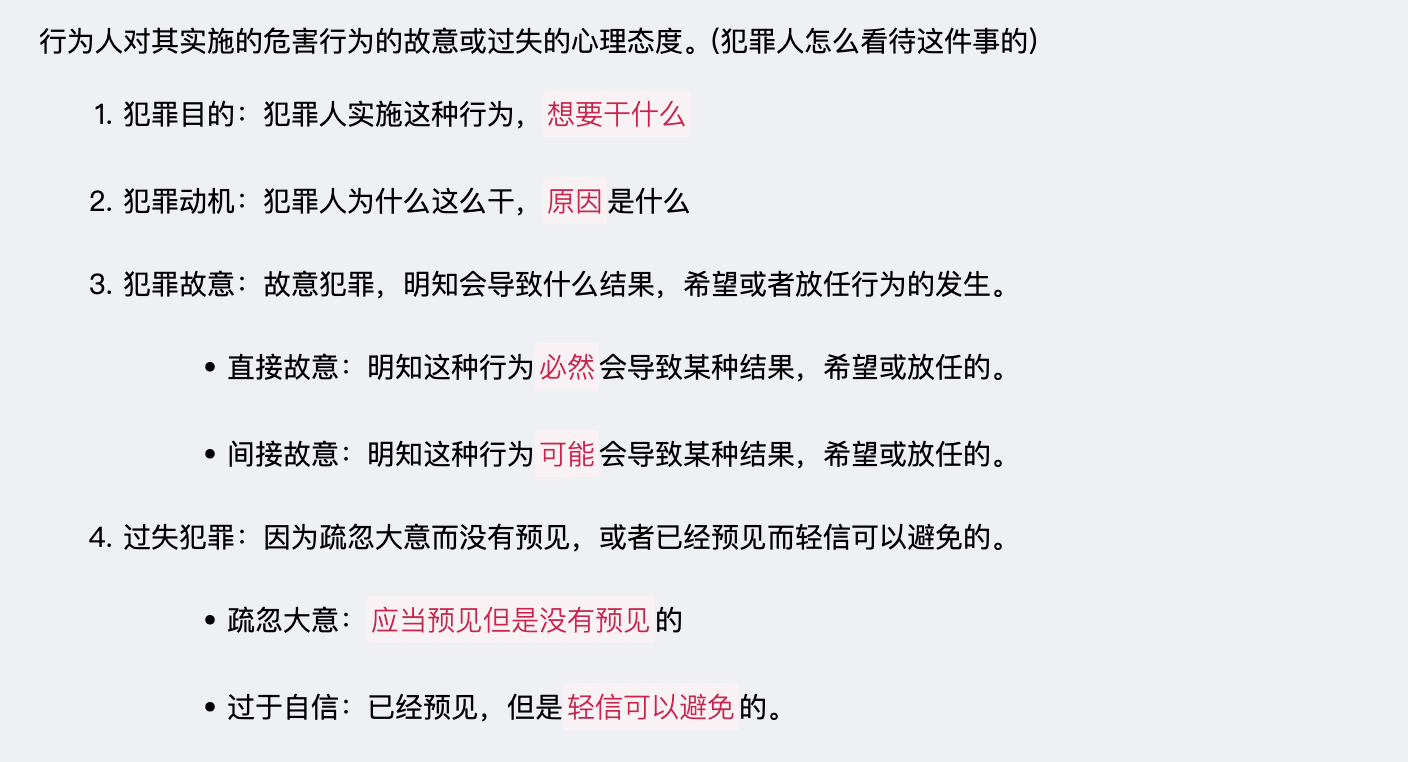 行为人对其实施的危害行为的故意或过失的心理态度。(犯罪人怎么看待这件事的)
1. 犯罪目的：犯罪人实施这种行为，想要干什么
2. 犯罪动机：犯罪人为什么这么干，原因是什么
3. 犯罪故意：故意犯罪，明知会导致什么结果，希望或者放任行为的发生。
• 直接故意：明知这种行为必然会导致某种结果，希望或放任的。
• 间接故意：明知这种行为可能会导致某种结果，希望或放任的。
4. 过失犯罪：因为疏忽大意而没有预见，或者已经预见而轻信可以避免的。
• 疏忽大意：应当预见但是没有预见的
• 过于自信：已经预见，但是轻信可以避免的。